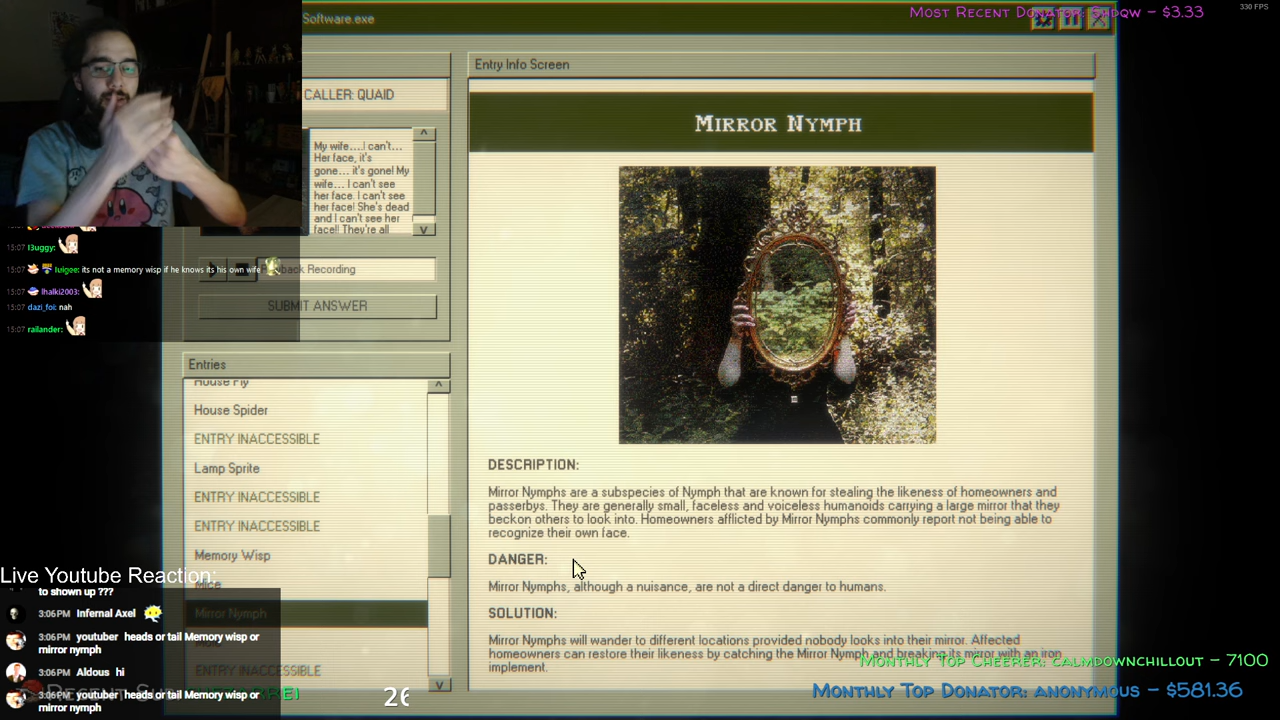 Software.exe
Most Recent Donator: Shdqw – $3.33
330 FPS
CALLER: QUAID
My wife....I can't...
Her face, it's
gone... it's gone! My
wife... I can't see
her face. I can't see
her face! She's dead
and I can't see her
face!! They're all
back Recording
SUBMIT ANSWER
15:07 l3uggy:
15:07 luigee: its not a memory wisp if he knows its his own wife
15:07 lhalki2003:
15:07 dazi_foi: nah
15:07 railander:
Entries
House Fly
House Spider
ENTRY INACCESSIBLE
Lamp Sprite
ENTRY INACCESSIBLE
ENTRY INACCESSIBLE
Memory Wisp
Mice
Mirror Nymph
ENTRY INACCESSIBLE
Live Youtube Reaction:
to showed up ???
3:06PM Infernal Axel
3:06PM youtuber heads or tail Memory wisp or
mirror nymph
3:06PM Aldous hi
3:06PM youtuber heads or tail Memory wisp or
mirror nymph
26
Entry Info Screen
Mirror Nymph
DESCRIPTION:
Mirror Nymphs are a subspecies of Nymph that are known for stealing the likeness of homeowners and
passerbys. They are generally small, faceless and voiceless humanoids carrying a large mirror that they
beckon others to look into. Homeowners afflicted by Mirror Nymphs commonly report not being able to
recognize their own face.
DANGER:
Mirror Nymphs, although a nuisance, are not a direct danger to humans.
SOLUTION:
Mirror Nymphs will wander to different locations provided nobody looks into their mirror. Affected
homeowners can restore their likeness by catching the Mirror Nymph and breaking its mirror with an iron
implement.
Monthly Top Cheerer: calmdownchillout – 7100
Monthly Top Donator: anonymous – $581.36